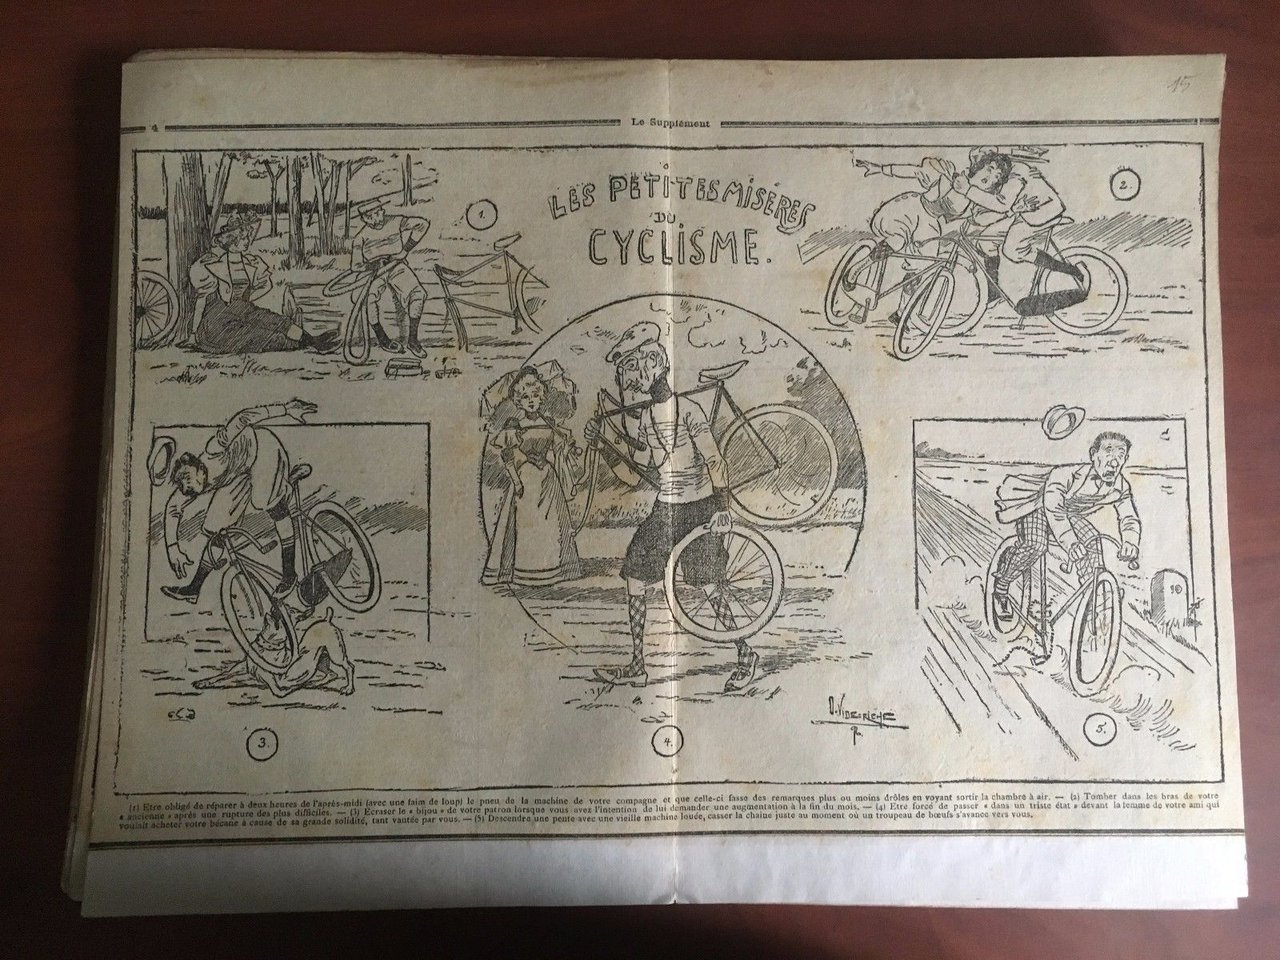 15
4
Le Supplément
LES PETITES MISÈRES
DU
CYCLISME.
1.
2.
3.
4.
5.
10
O. VIDERICHE
(1) Etre obligé de réparer à deux heures de l'après-midi (avec une faim de loup) le pneu de la machine de votre compagne et que celle-ci fasse des remarques plus ou moins drôles en voyant sortir la chambre à air. — (2) Tomber dans les bras de votre
« ancienne » après une rupture des plus difficiles. — (3) Ecraser le « bijou » de votre patron lorsque vous avez l'intention de lui demander une augmentation à la fin du mois. — (4) Etre forcé de passer « dans un triste état » devant la femme de votre ami qui
voulait acheter votre bécane à cause de sa grande solidité, tant vantée par vous. — (5) Descendre une pente avec une vieille machine louée, casser la chaîne juste au moment où un troupeau de bœufs s'avance vers vous.